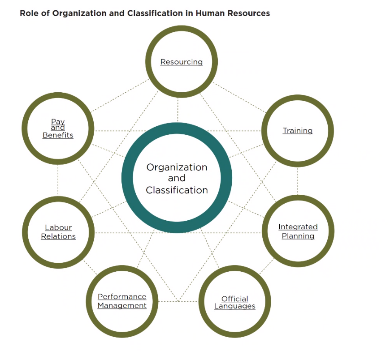 Role of Organization and Classification in Human Resources
Resourcing
Pay
and
Benefits
Training
Organization
and
Classification
Labour
Relations
Integrated
Planning
Performance
Management
Official
Languages